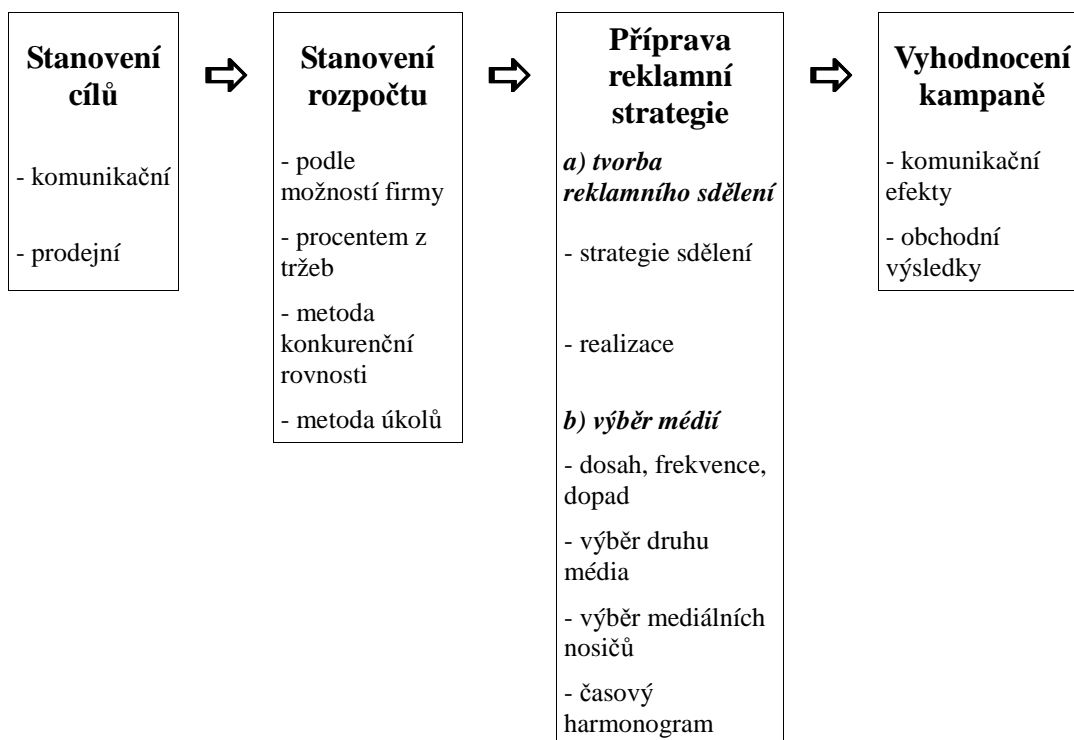 Stanovení
cílů
- komunikační
- prodejní
Stanovení
rozpočtu
- podle
možností firmy
- procentem z
tržeb
- metoda
konkurenční
rovnosti
- metoda úkolů
Příprava
reklamní
strategie
a) tvorba
reklamního sdělení
- strategie sdělení
- realizace
b) výběr médií
- dosah, frekvence,
dopad
- výběr druhu
média
- výběr mediálních
nosičů
- časový
harmonogram
Vyhodnocení
kampaně
- komunikační
efekty
- obchodní
výsledky